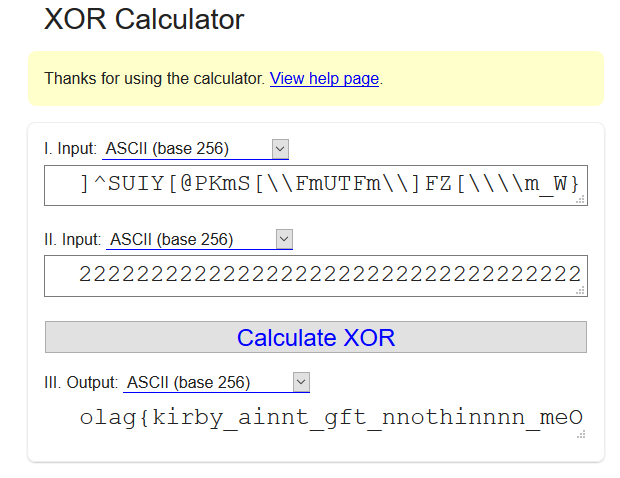 XOR Calculator
Thanks for using the calculator. View help page.
I. Input: ASCII (base 256)
]^SUIY[@PKmS[\\FmUTFm\\]FZ[\\\\m_W}
II. Input: ASCII (base 256)
22222222222222222222222222222222222
Calculate XOR
III. Output: ASCII (base 256)
olag{kirby_ainnt_gft_nnothinnnn_meO